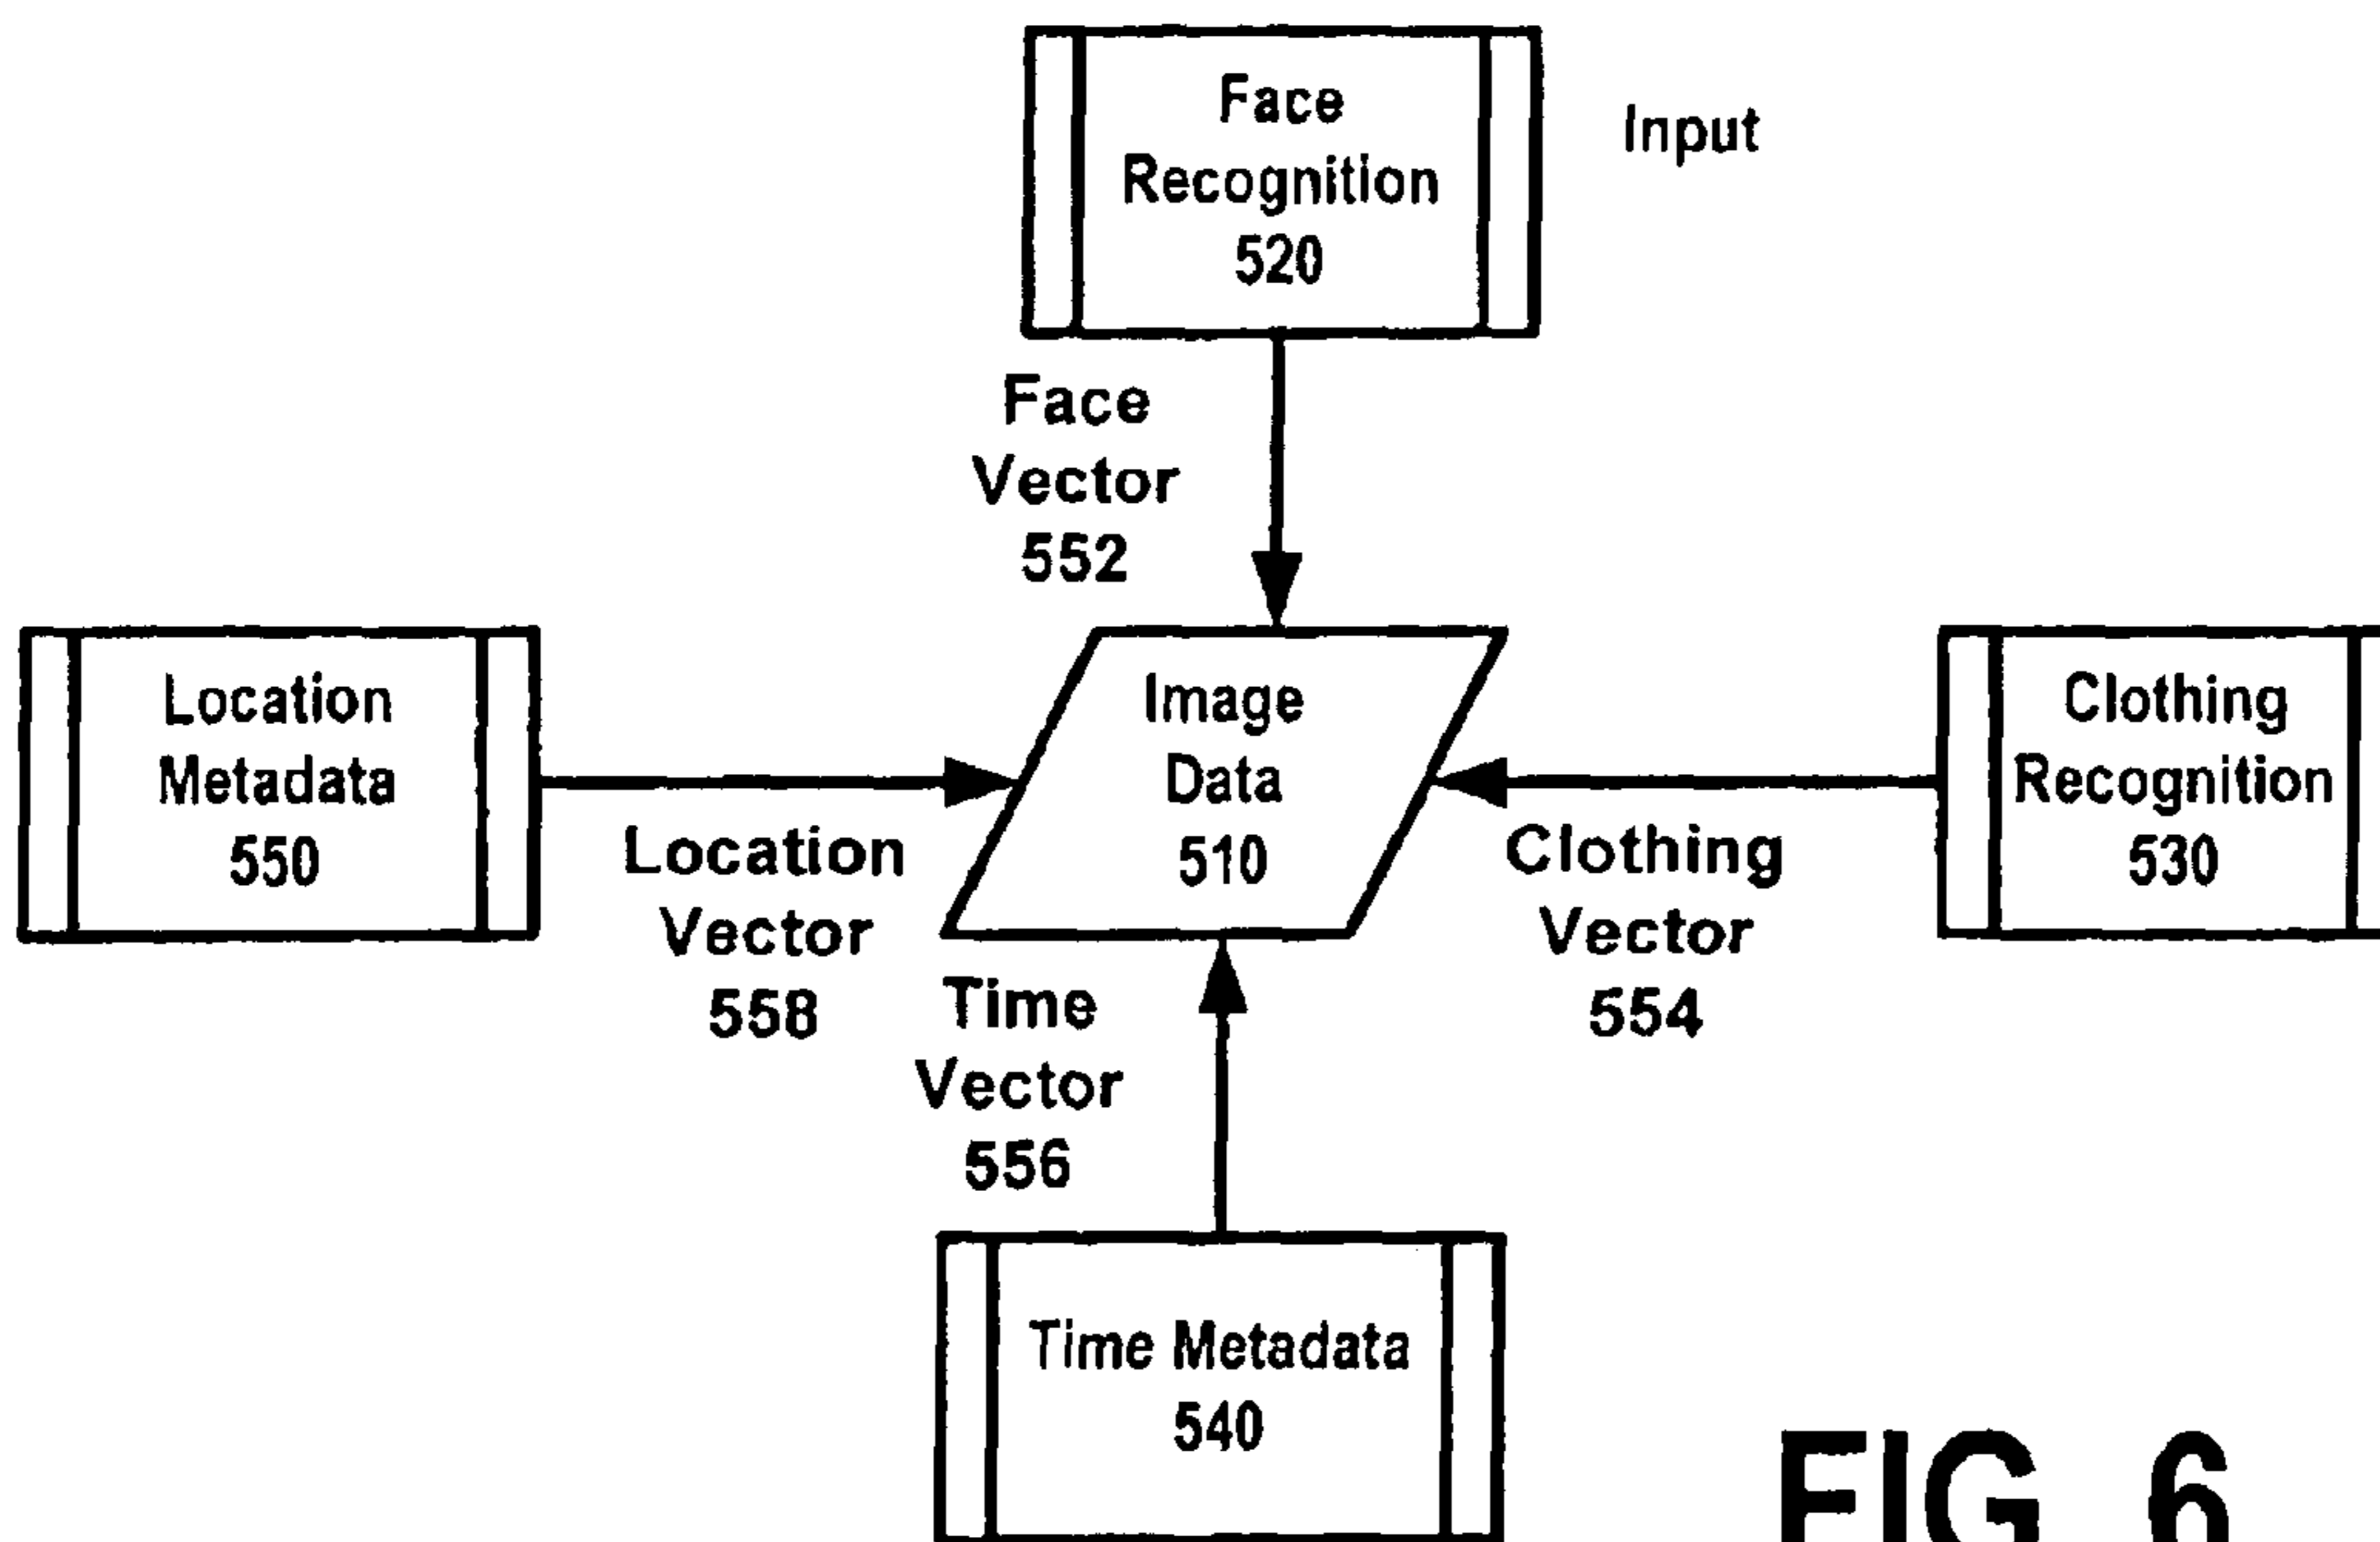 Face
Recognition
520
Input
Face
Vector
552
Location
Metadata
550
Location
Vector
558
Image
Data
510
Clothing
Vector
554
Clothing
Recognition
530
Time
Vector
556
Time Metadata
540
FIG 6